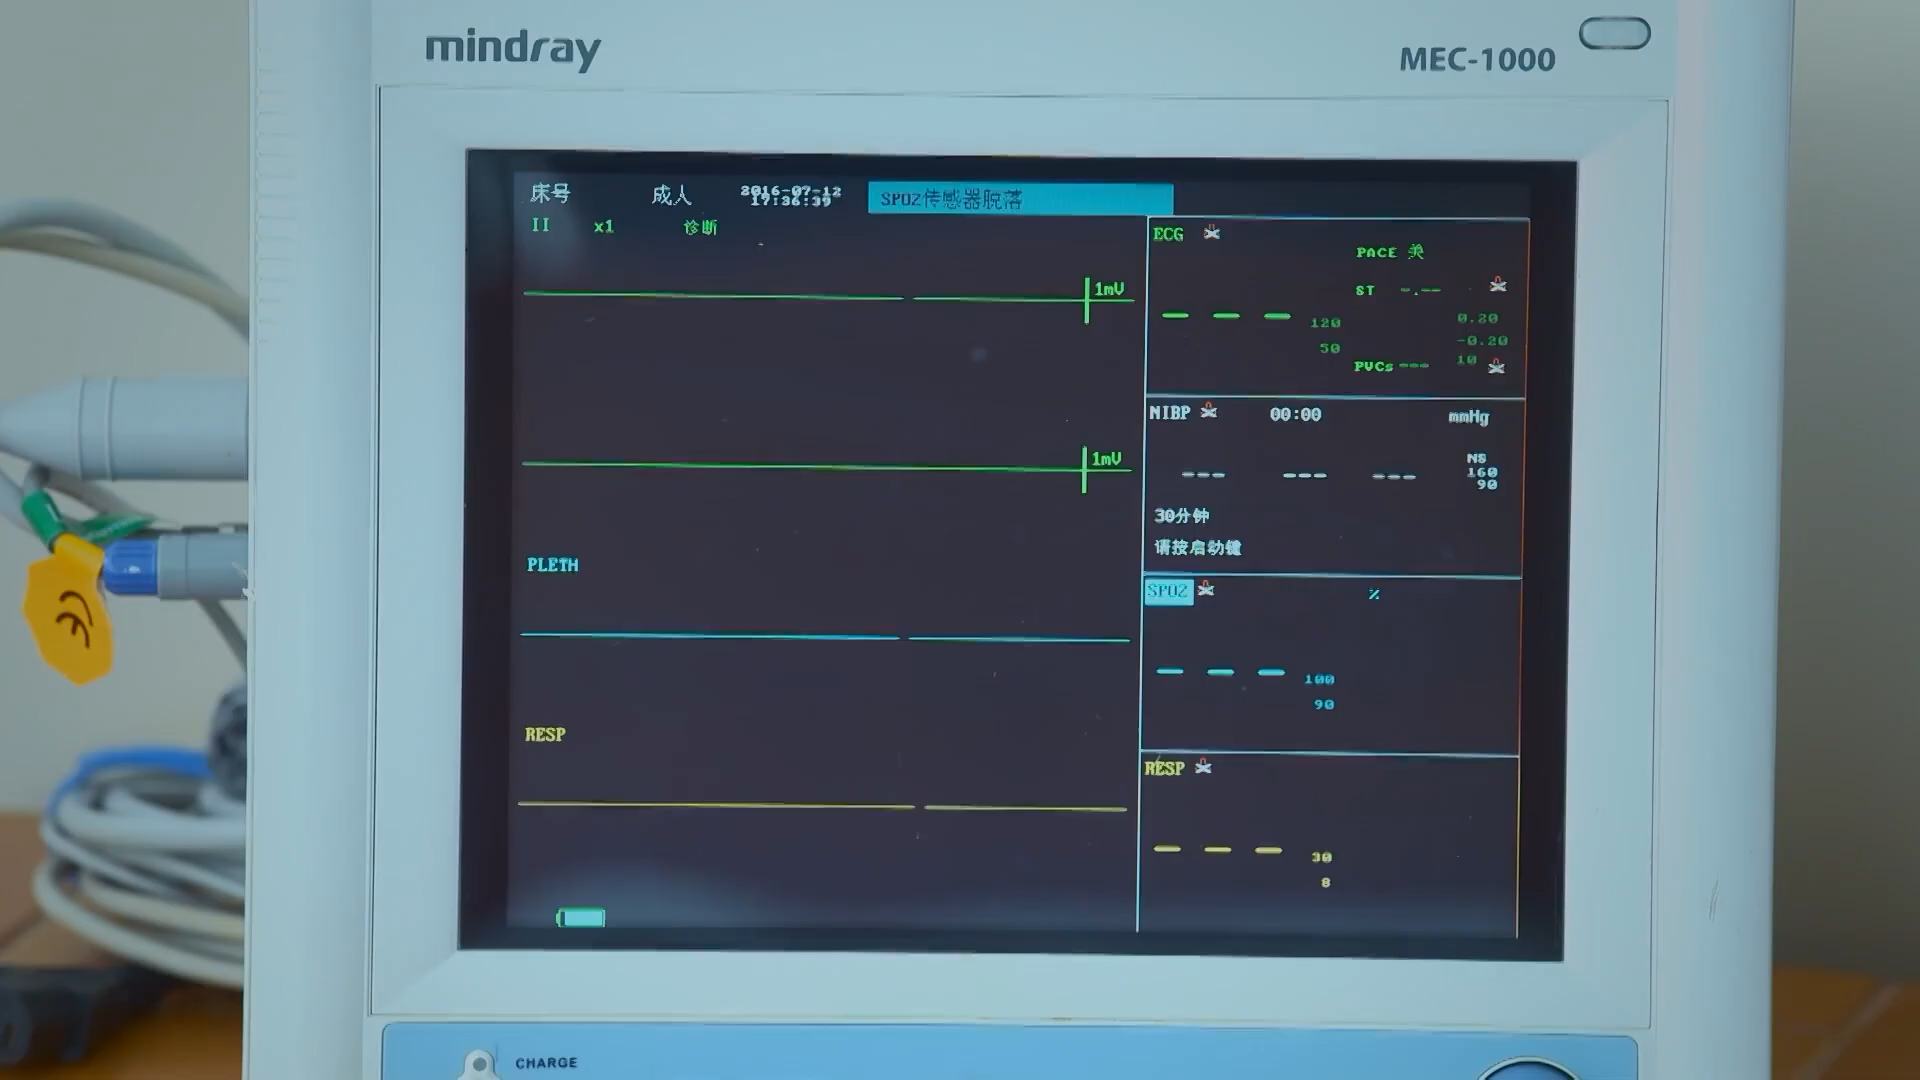 mindray
MEC-1000
床号 成人 2016-07-12 17:36:39 SPO2传感器脱落
II x1 诊断
1mV
1mV
PLETH
RESP
ECG
PACE 关
ST -.--
0.20
-0.20
--- 120
50
PVCs --- 10
NIBP 00:00 mmHg
--- --- ---
NS
160
90
30分钟
请按启动键
SPO2 %
--- 100
90
RESP
--- 30
8
CHARGE